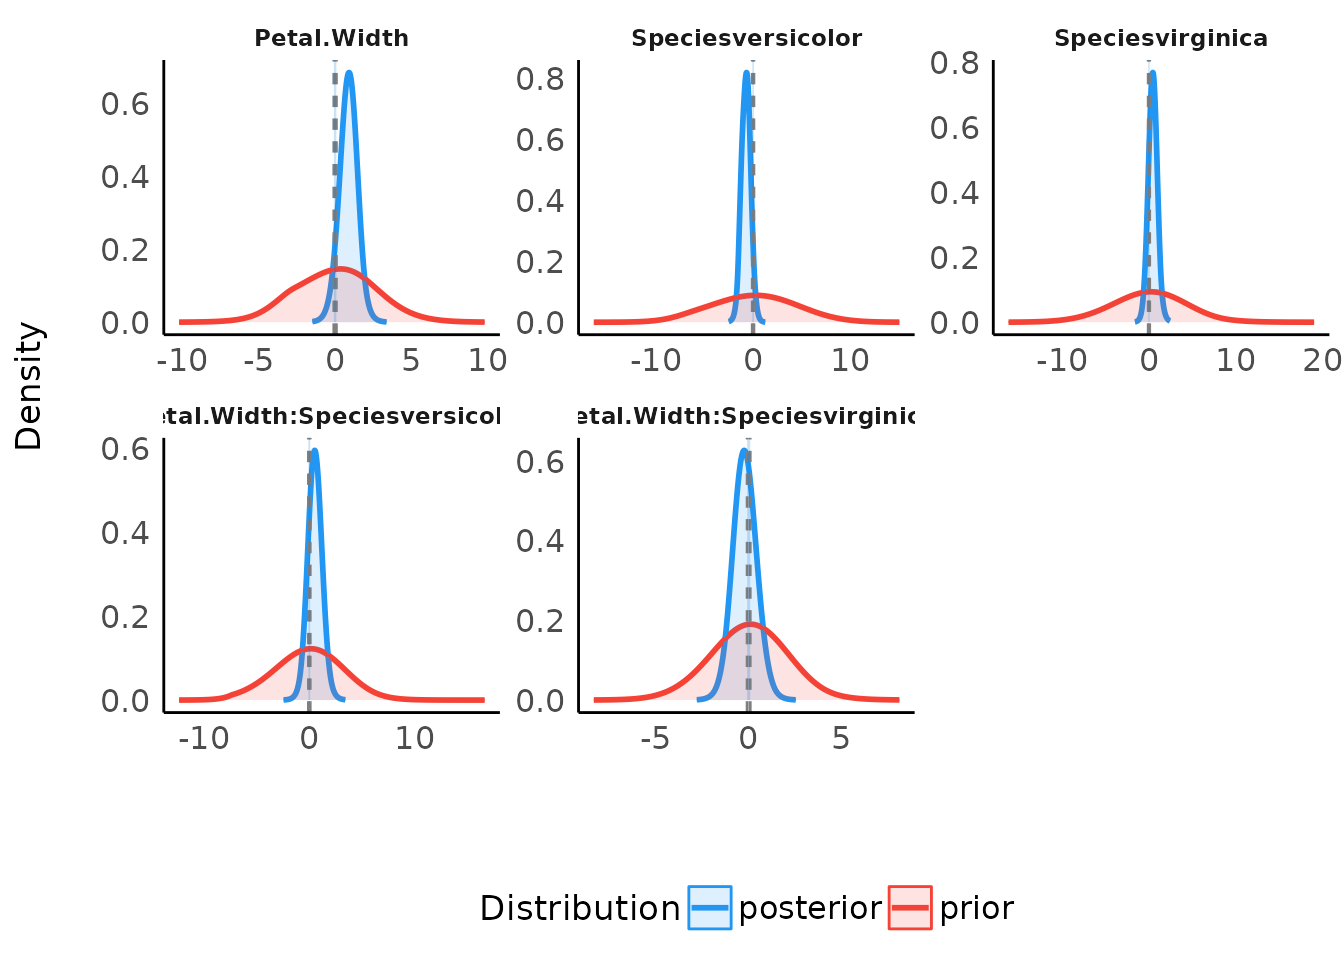 Petal.Width
Speciesversicolor
Speciesvirginica
0.6
0.4
0.2
0.0
-10 -5 0 5 10
0.8
0.6
0.4
0.2
0.0
-10 0 10
0.8
0.6
0.4
0.2
0.0
-10 0 10 20
Density
etal.Width:Speciesversicol
etal.Width:Speciesvirginic
0.6
0.4
0.2
0.0
-10 0 10
0.6
0.4
0.2
0.0
-5 0 5
Distribution posterior prior